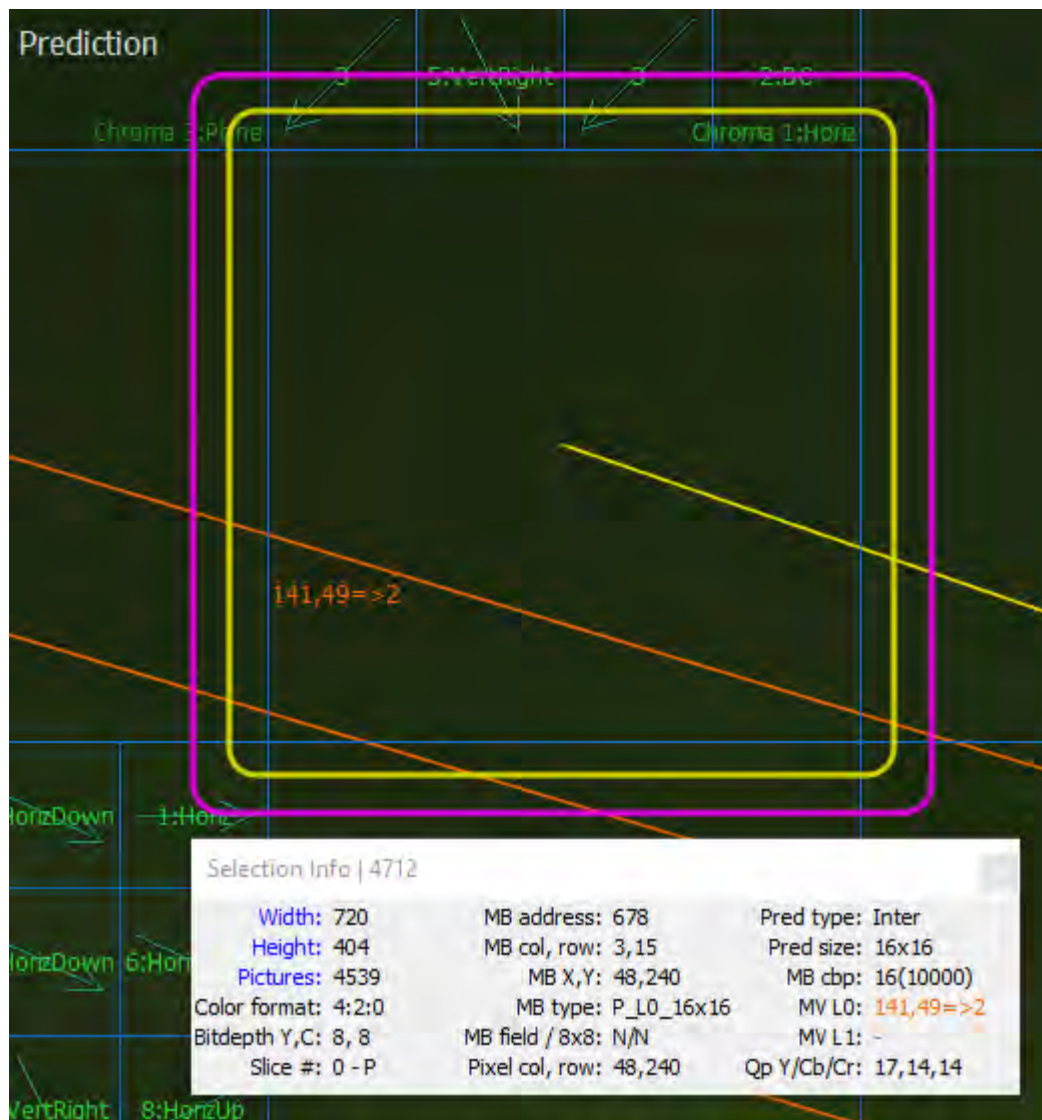 Prediction
3
5:VertRight
3
2:DC
Chroma 3:Plane
Chroma 1:Horiz
141,49=>2
HorizDown
1:Horiz
Selection Info | 4712
Width: 720 MB address: 678 Pred type: Inter
Height: 404 MB col, row: 3,15 Pred size: 16x16
Pictures: 4539 MB X,Y: 48,240 MB cbp: 16(10000)
Color format: 4:2:0 MB type: P_L0_16x16 MV L0: 141,49=>2
Bitdepth Y,C: 8, 8 MB field / 8x8: N/N MV L1: -
Slice #: 0 - P Pixel col, row: 48,240 Qp Y/Cb/Cr: 17,14,14
HorizDown
6:Hori
VertRight
8:HorizUp